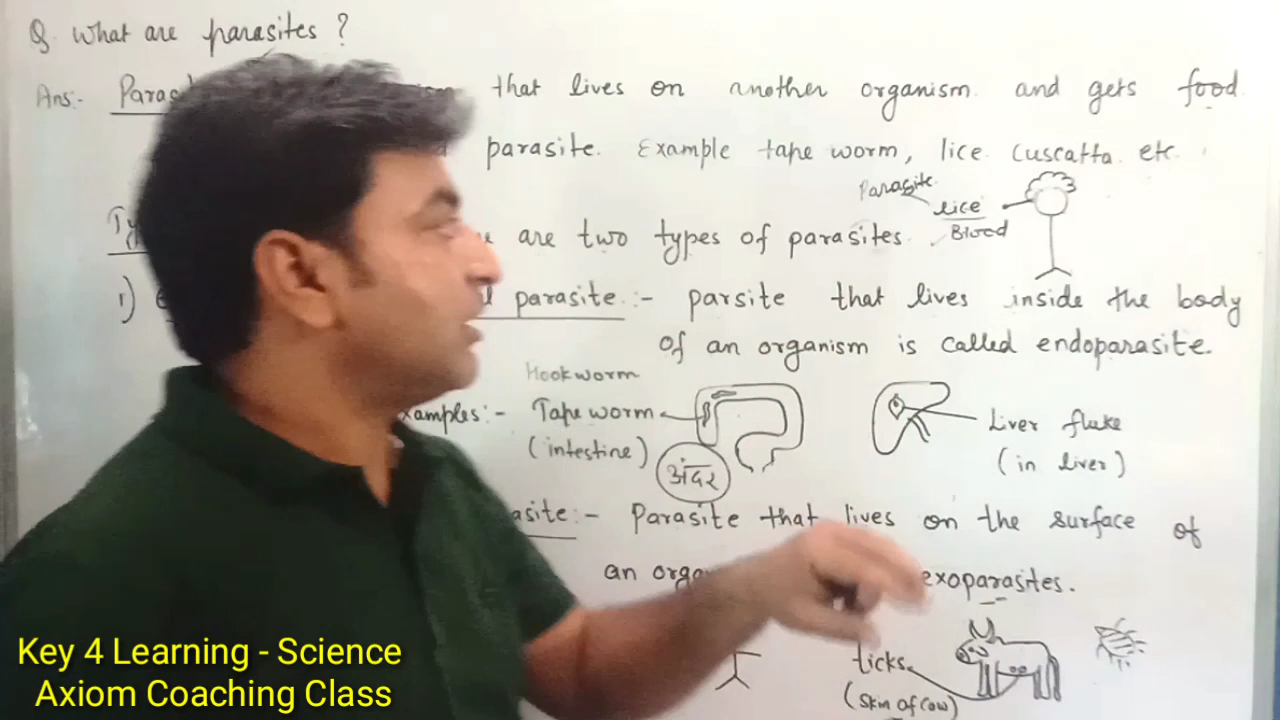 Q. What are parasites ?
Ans:- that lives on another organism and gets food
parasite. Example tape worm, lice cuscatta. etc.
Parasite
lice
Blood
are two types of parasites.
1) parasite :- parsite that lives inside the body
of an organism is called endoparasite.
Hookworm
Tape worm
(intestine)
अंदर
Liver fluke
(in liver)
:- Parasite that lives on the surface of
an exoparasites.
ticks
(skin of cow)
Key 4 Learning - Science
Axiom Coaching Class